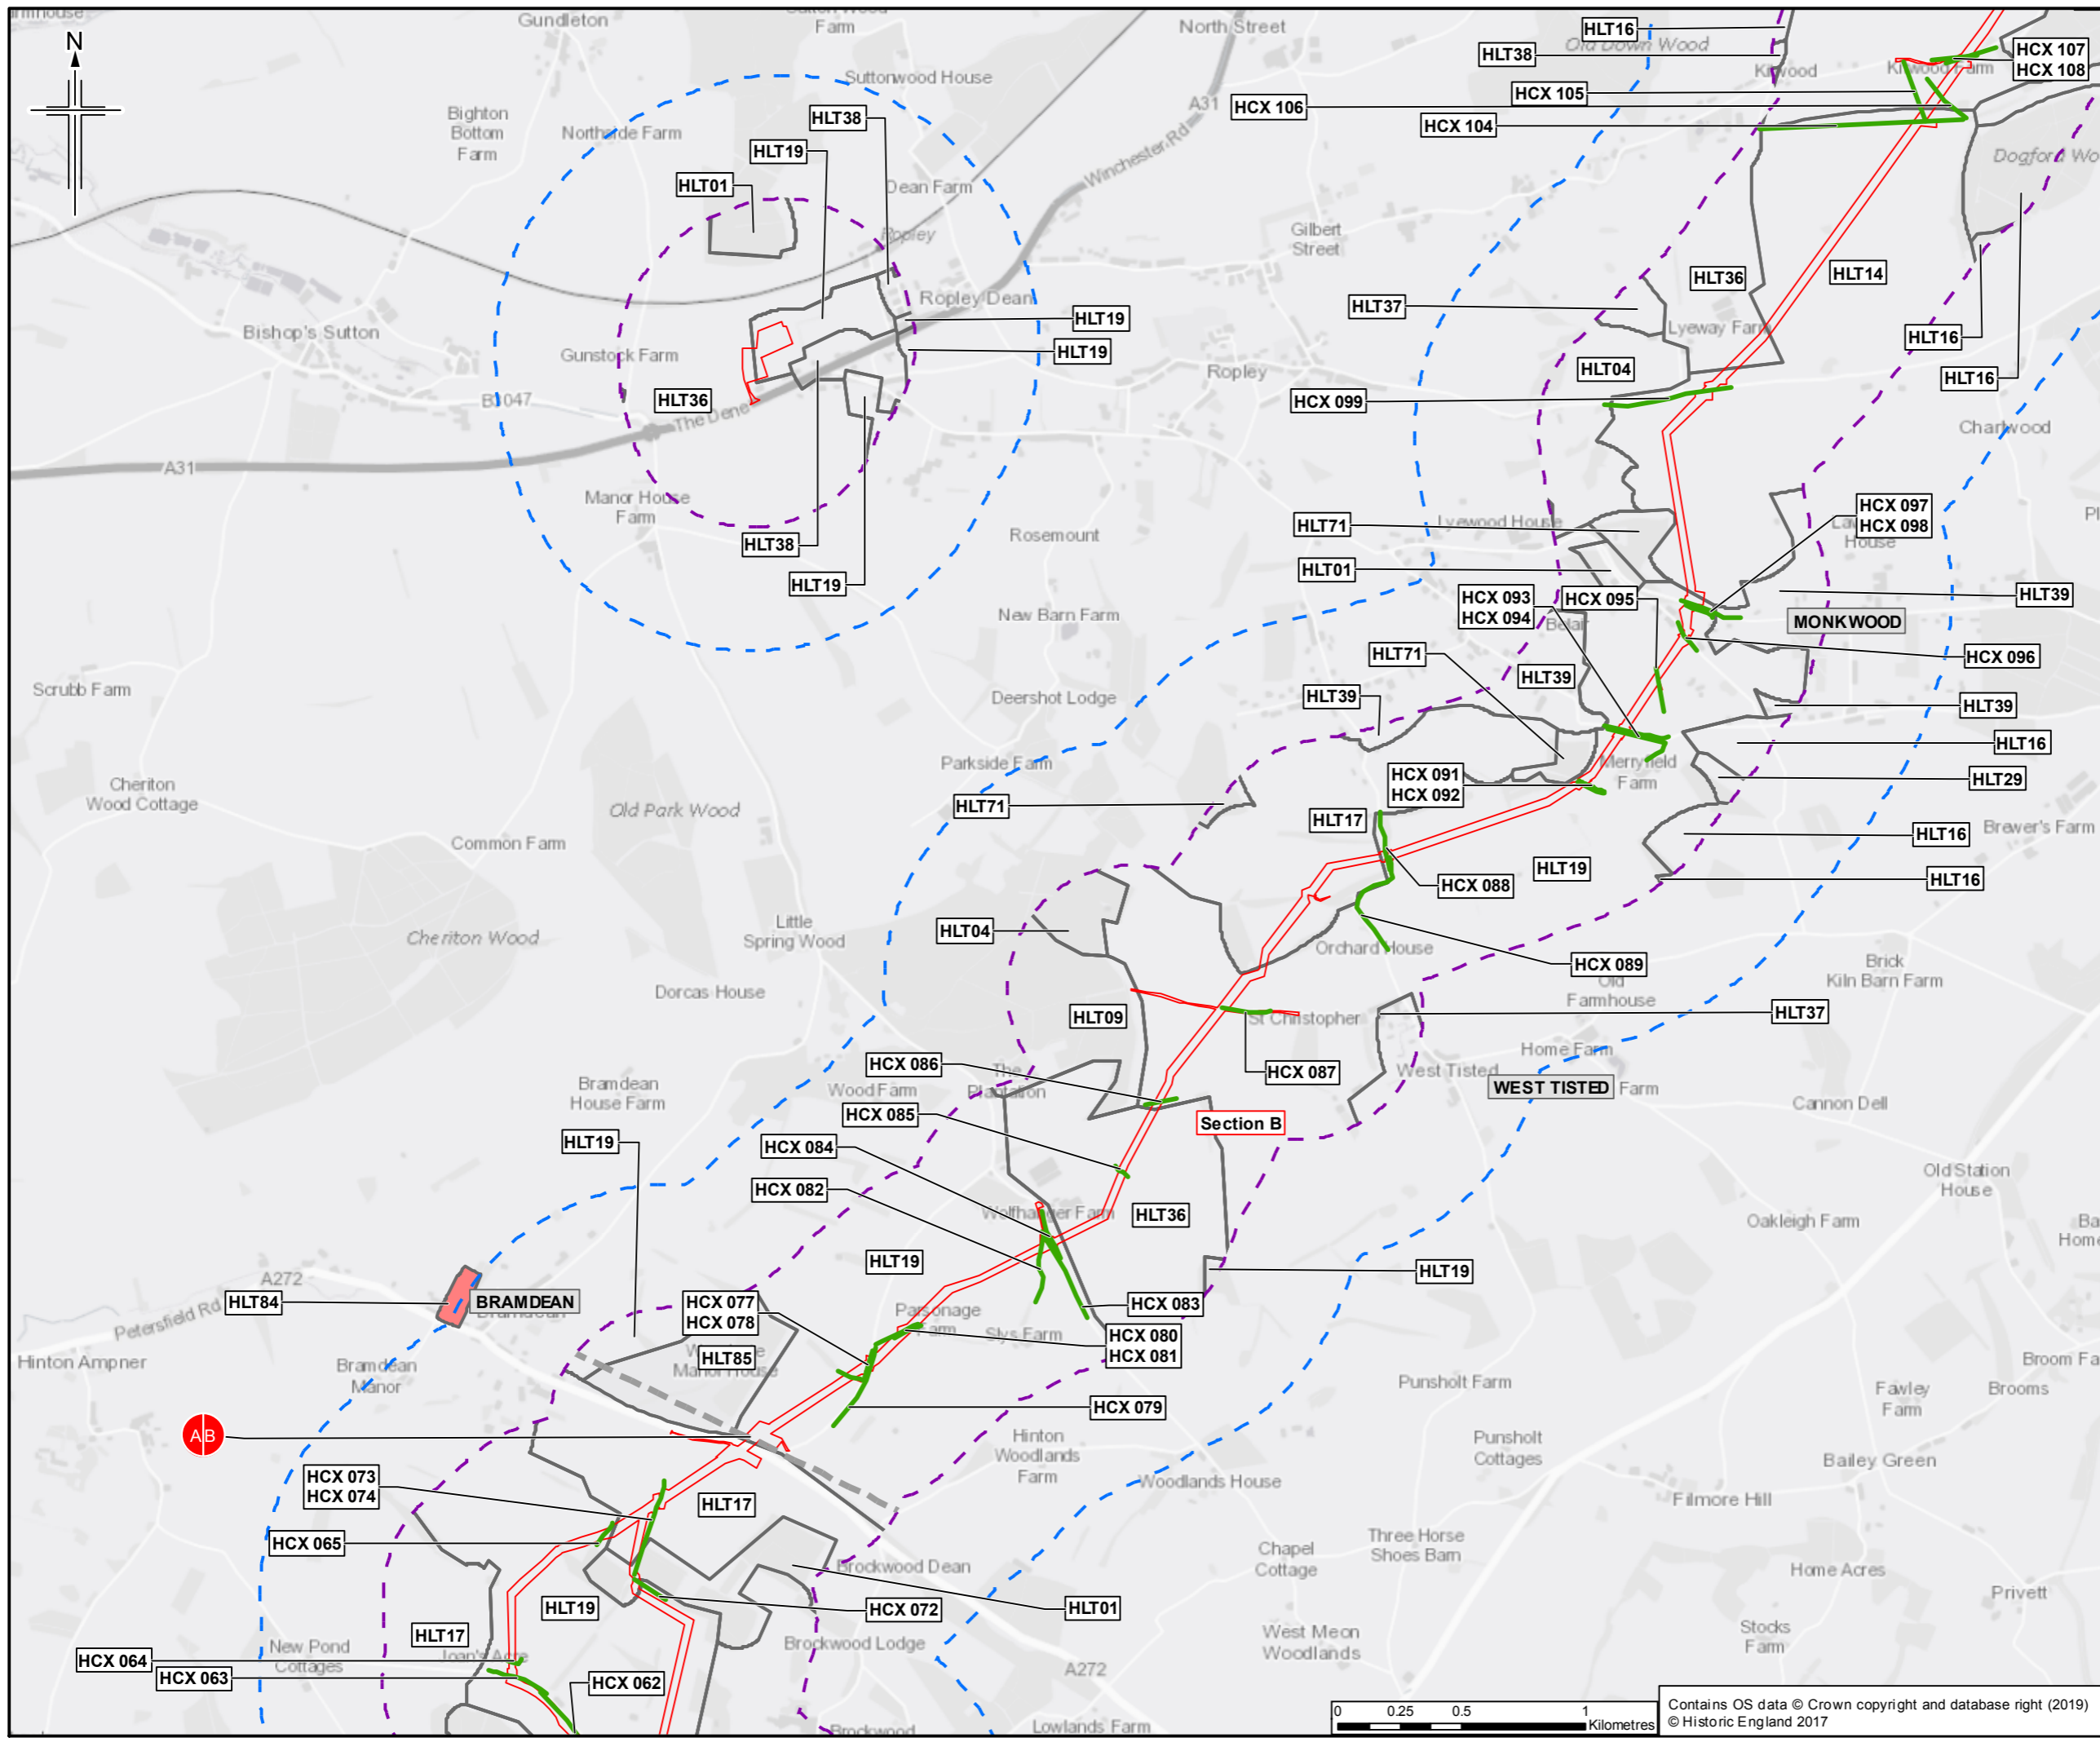 Gundleton
Farm
North Street
HLT16
HLT38
Old Down Wood
Kitwood
Kitwood Farm
HCX 107
HCX 108
N
Suttonwood House
A31
HCX 106
HCX 105
HCX 104
Bighton
Bottom
Farm
Northside Farm
HLT38
HLT19
HLT01
Dean Farm
Winchester Rd
Ropley
Gilbert
Street
HLT36
HLT14
HLT37
HLT16
HLT16
Bishop's Sutton
Gunstock Farm
Ropley Dean
HLT19
HLT19
Ropley
Lyeway Farm
HLT04
HCX 099
Charlwood
B3047
HLT36
The Dene
A31
Manor House
Farm
HLT38
HLT19
Rosemount
HLT71
Lyewood House
HCX 097
HCX 098
House
HLT01
HCX 093
HCX 094
HCX 095
HLT39
MONKWOOD
New Barn Farm
Belair
HCX 096
HLT71
HLT39
HLT39
HLT39
Scrubb Farm
Deershot Lodge
HLT16
HLT29
Parkside Farm
HLT71
HCX 091
HCX 092
Merryfield
Farm
Cheriton
Wood Cottage
Old Park Wood
Common Farm
HLT17
HLT16
Brewer's Farm
HLT16
HLT19
HCX 088
Cheriton Wood
Little
Spring Wood
HLT04
Orchard House
HCX 089
Brick
Kiln Barn Farm
Dorcas House
Old
Farmhouse
HLT09
St Christopher
HLT37
HCX 086
HCX 087
Home Farm
West Tisted
WEST TISTED
Farm
Bramdean
House Farm
Wood Farm
The
Plantation
Cannon Dell
HCX 085
Section B
HLT19
HCX 084
HCX 082
Old Station
House
Wolfhanger Farm
HLT36
Oakleigh Farm
HLT19
HLT19
A272
Petersfield Rd
HLT84
BRAMDEAN
Bramdean
HCX 077
HCX 078
HCX 083
Parsonage
Farm
Slys Farm
HCX 080
HCX 081
Hinton Ampner
Bramdean
Manor
HLT85
Manor House
Punsholt Farm
Fawley
Farm
Brooms
HCX 079
A B
Hinton
Woodlands
Farm
Punsholt
Cottages
Bailey Green
HCX 073
HCX 074
HLT17
Woodlands House
Filmore Hill
HCX 065
Three Horse
Shoes Barn
Brockwood Dean
Chapel
Cottage
Home Acres
Privett
HLT19
HCX 072
HLT01
HLT17
New Pond
Cottages
Joan's Acre
Brockwood Lodge
West Meon
Woodlands
Stocks
Farm
HCX 064
HCX 063
HCX 062
A272
Brockwood
Lowlands Farm
0 0.25 0.5 1
Kilometres
Contains OS data © Crown copyright and database right (2019)
© Historic England 2017